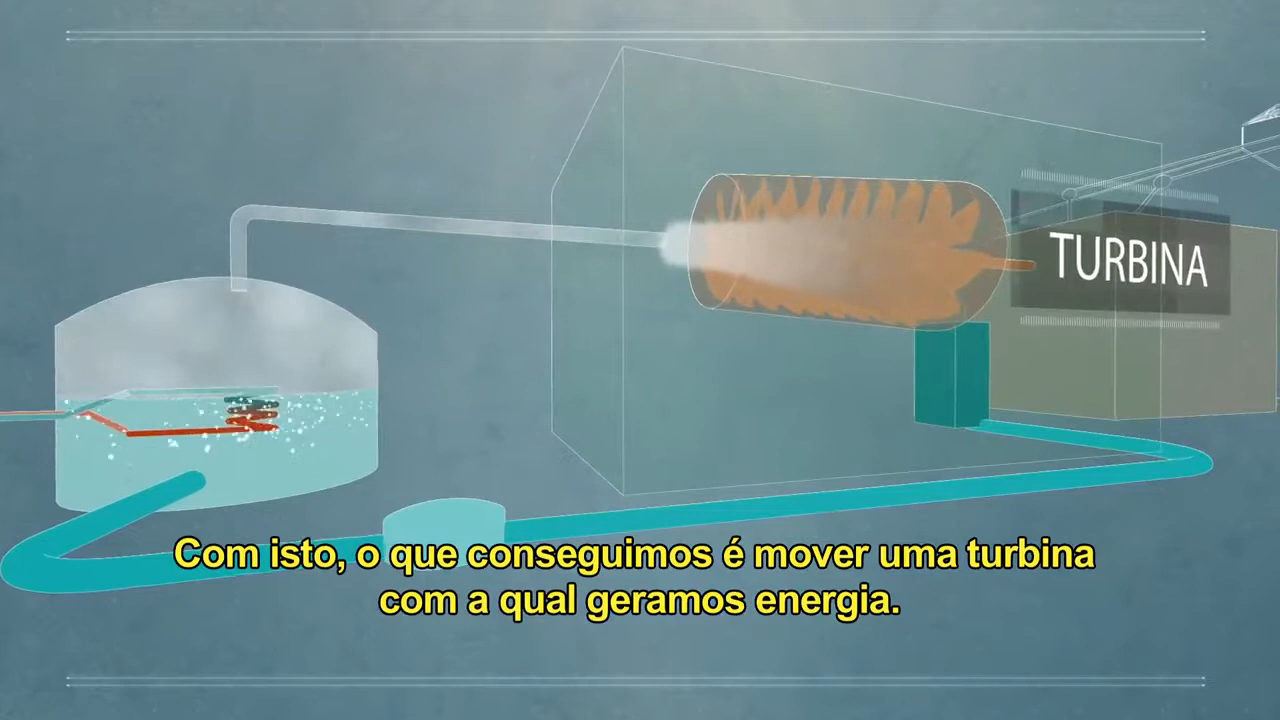 TURBINA
Com isto, o que conseguimos é mover uma turbina
com a qual geramos energia.